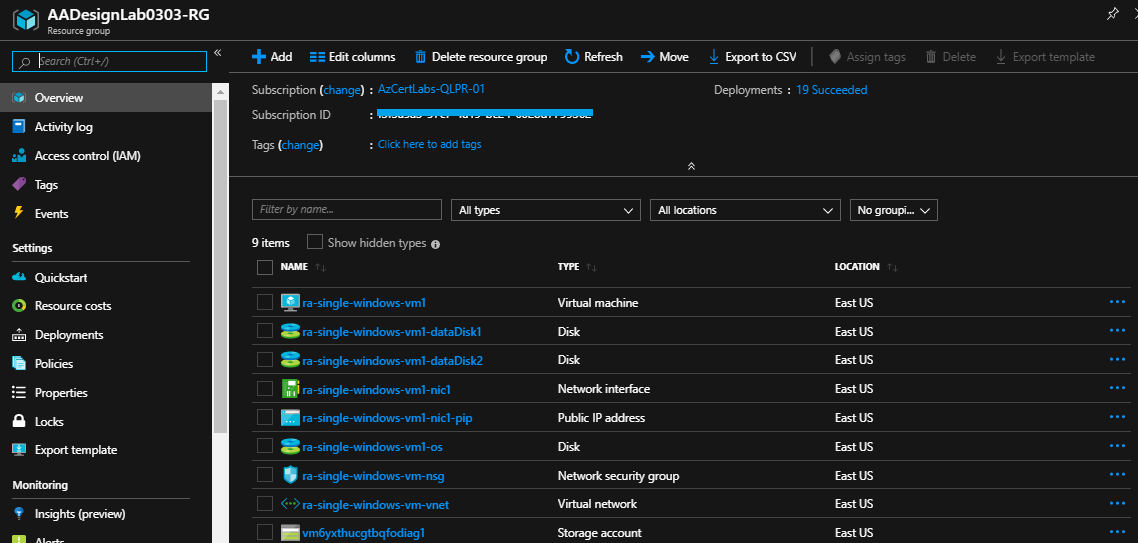 AADesignLab0303-RG
Resource group
Search (Ctrl+/)
«
Overview
Activity log
Access control (IAM)
Tags
Events
Settings
Quickstart
Resource costs
Deployments
Policies
Properties
Locks
Export template
Monitoring
Insights (preview)
Alerts
Add Edit columns Delete resource group Refresh Move Export to CSV Assign tags Delete Export template
Subscription (change) : AzCertLabs-QLPR-01 Deployments : 19 Succeeded
Subscription ID :
Tags (change) : Click here to add tags
Filter by name... All types All locations No groupi...
9 items Show hidden types
NAME TYPE LOCATION
ra-single-windows-vm1 Virtual machine East US
ra-single-windows-vm1-dataDisk1 Disk East US
ra-single-windows-vm1-dataDisk2 Disk East US
ra-single-windows-vm1-nic1 Network interface East US
ra-single-windows-vm1-nic1-pip Public IP address East US
ra-single-windows-vm1-os Disk East US
ra-single-windows-vm-nsg Network security group East US
ra-single-windows-vm-vnet Virtual network East US
vm6yxthucgtbqfodiag1 Storage account East US